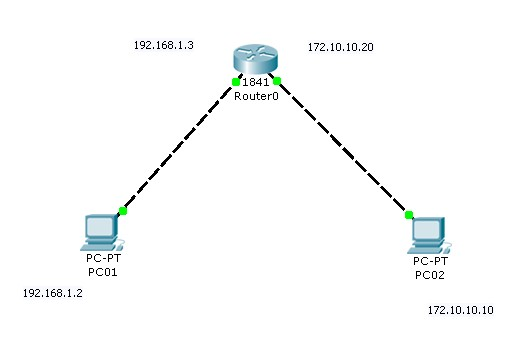 192.168.1.3
172.10.10.20
1841
Router0
PC-PT
PC01
PC-PT
PC02
192.168.1.2
172.10.10.10